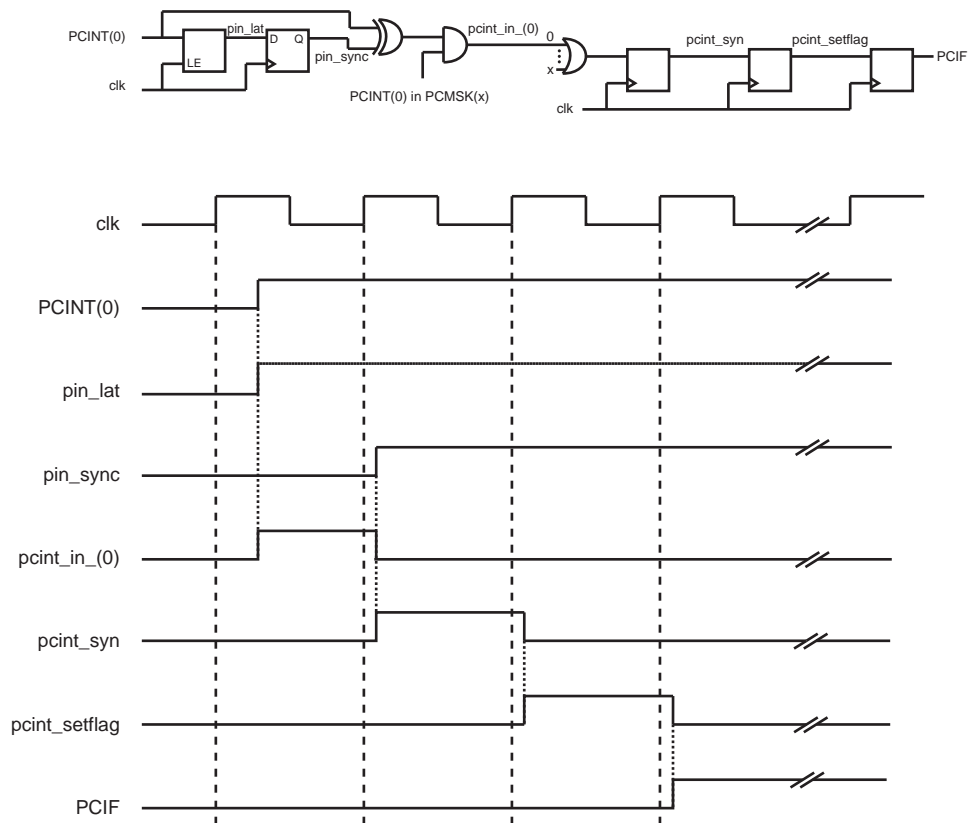 PCINT(0)
pin_lat
D Q
LE
pin_sync
clk
PCINT(0) in PCMSK(x)
pcint_in_(0)
0
x
clk
pcint_syn
pcint_setflag
PCIF
clk
PCINT(0)
pin_lat
pin_sync
pcint_in_(0)
pcint_syn
pcint_setflag
PCIF